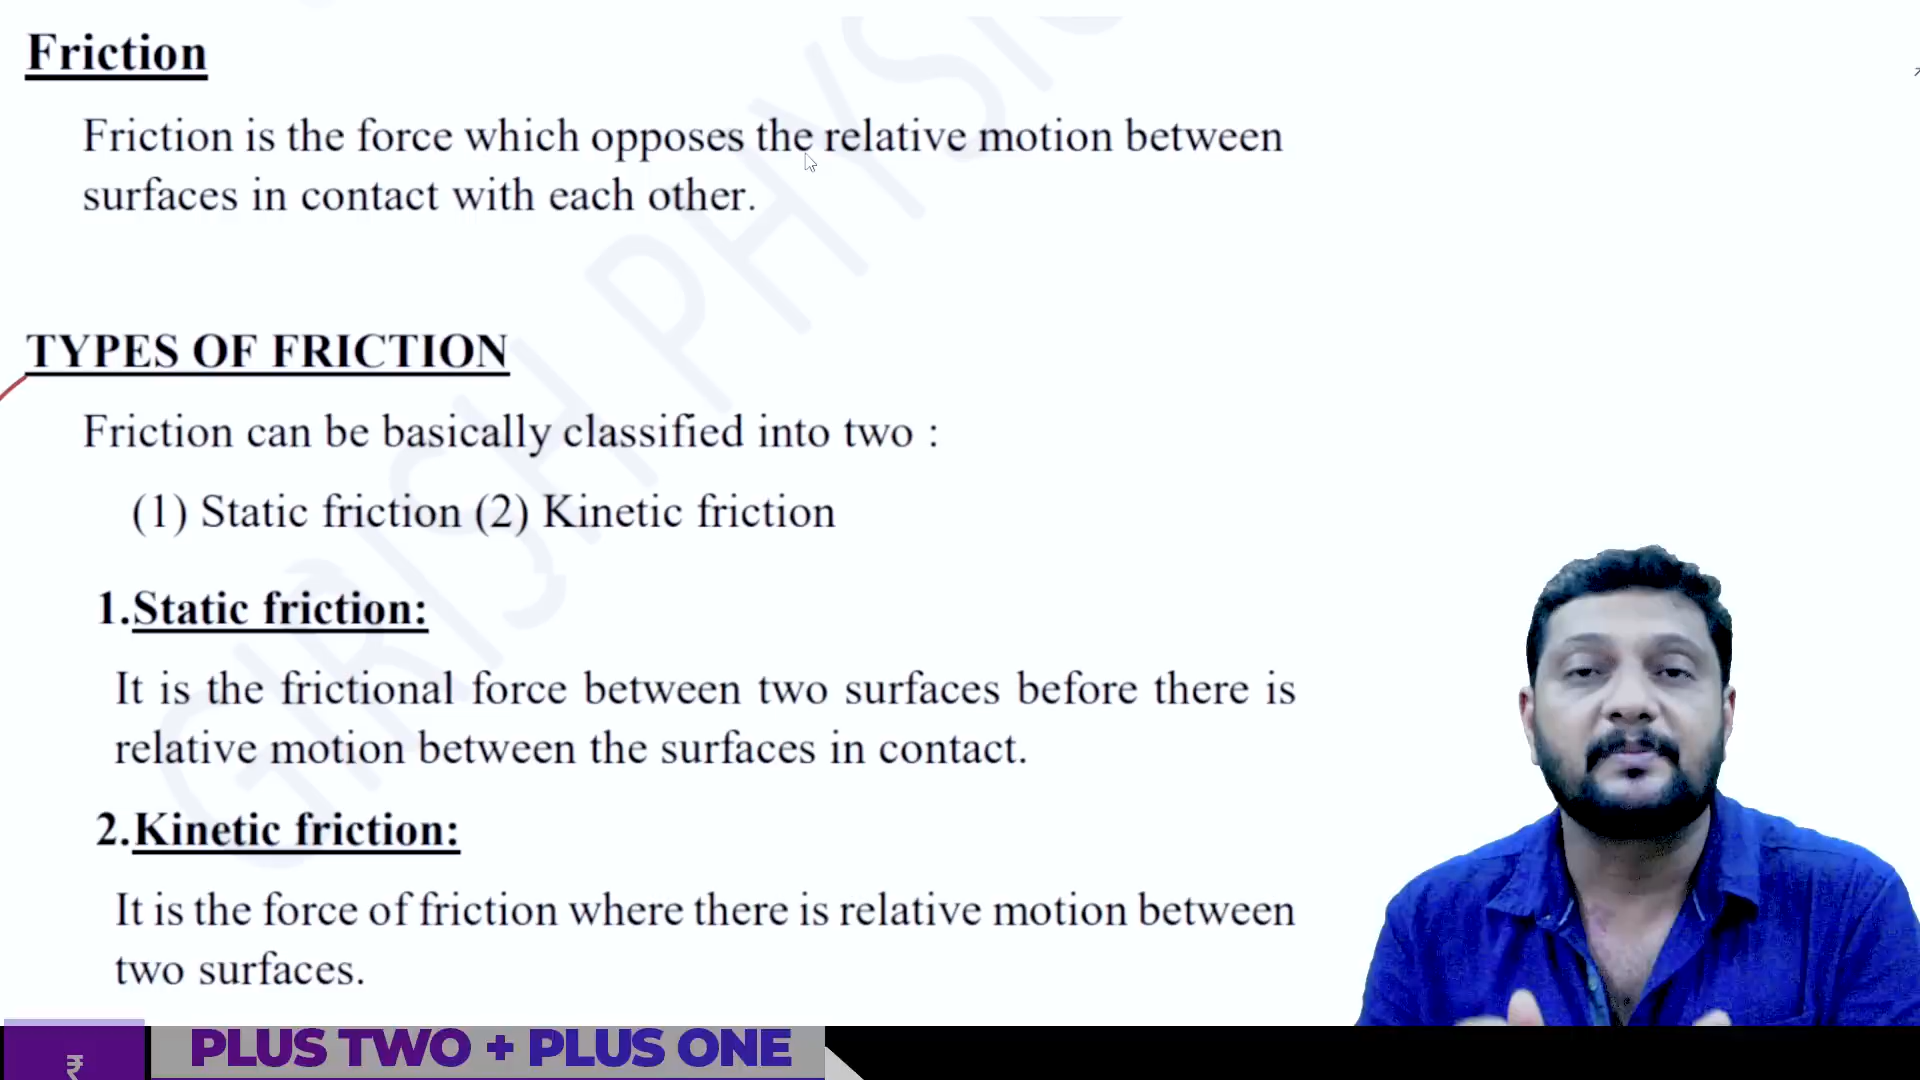 Friction
Friction is the force which opposes the relative motion between
surfaces in contact with each other.
TYPES OF FRICTION
Friction can be basically classified into two :
(1) Static friction (2) Kinetic friction
1.Static friction:
It is the frictional force between two surfaces before there is
relative motion between the surfaces in contact.
2.Kinetic friction:
It is the force of friction where there is relative motion between
two surfaces.
GIRISH PHYSIC
₹
PLUS TWO + PLUS ONE